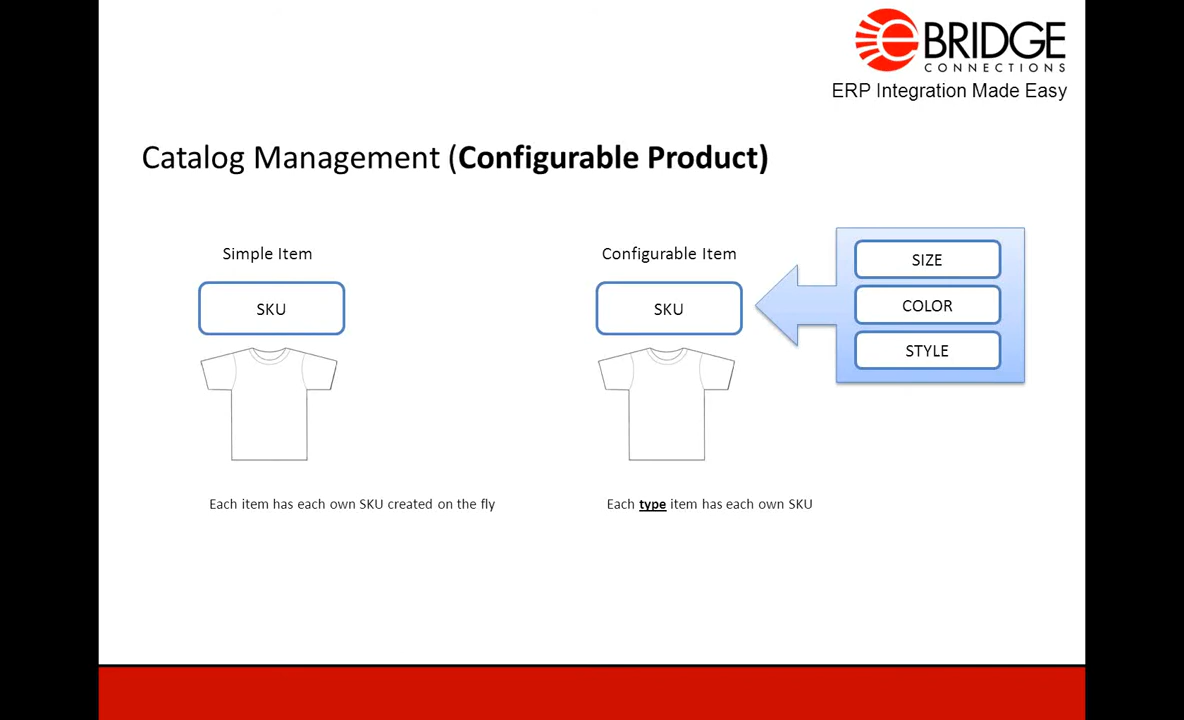 eBRIDGE
CONNECTIONS
ERP Integration Made Easy
Catalog Management (Configurable Product)
Simple Item
SKU
Each item has each own SKU created on the fly
Configurable Item
SKU
Each type item has each own SKU
SIZE
COLOR
STYLE